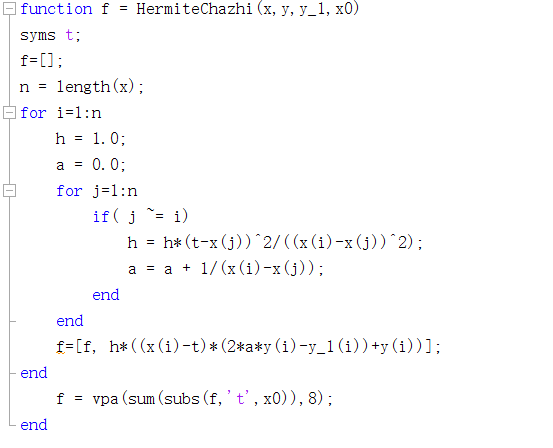 function f = HermiteChazhi(x,y,y_1,x0)
syms t;
f=[];
n = length(x);
for i=1:n
    h = 1.0;
    a = 0.0;
    for j=1:n
        if( j ~= i)
            h = h*(t-x(j))^2/((x(i)-x(j))^2);
            a = a + 1/(x(i)-x(j));
        end
    end
    f=[f, h*((x(i)-t)*(2*a*y(i)-y_1(i))+y(i))];
end
    f = vpa(sum(subs(f,'t',x0)),8);
end